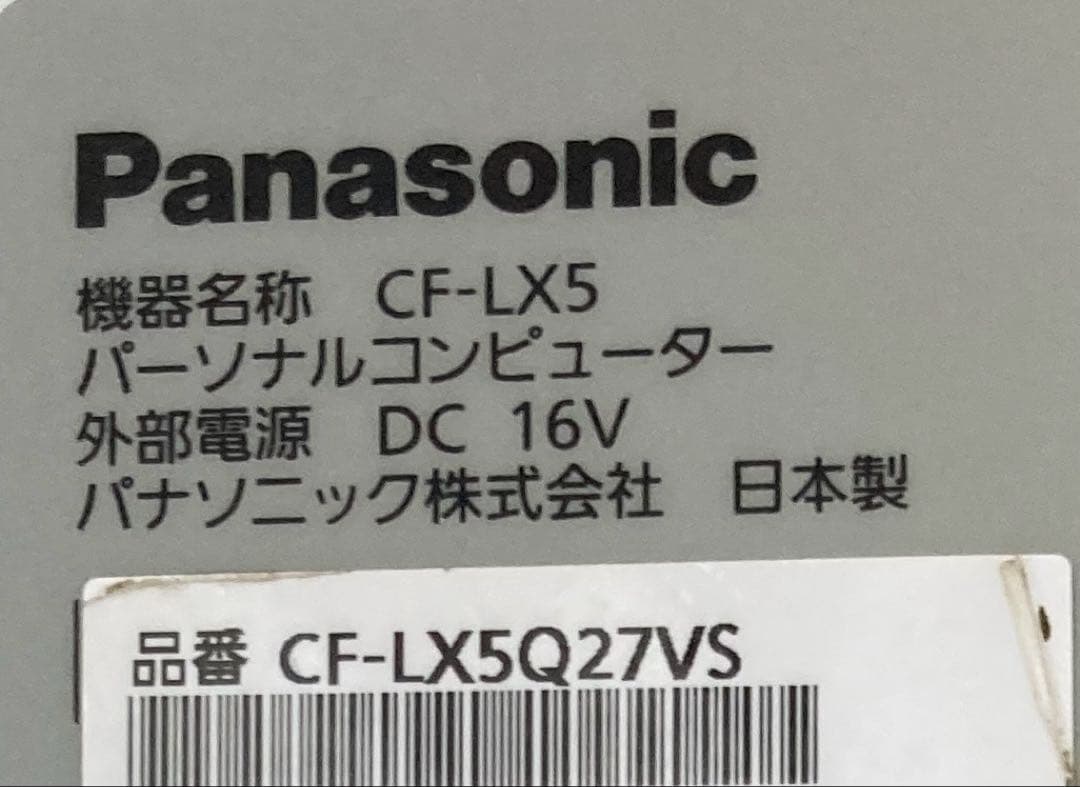 Panasonic
機器名称 CF-LX5
パーソナルコンピューター
外部電源 DC 16V
パナソニック株式会社 日本製
品番 CF-LX5Q27VS